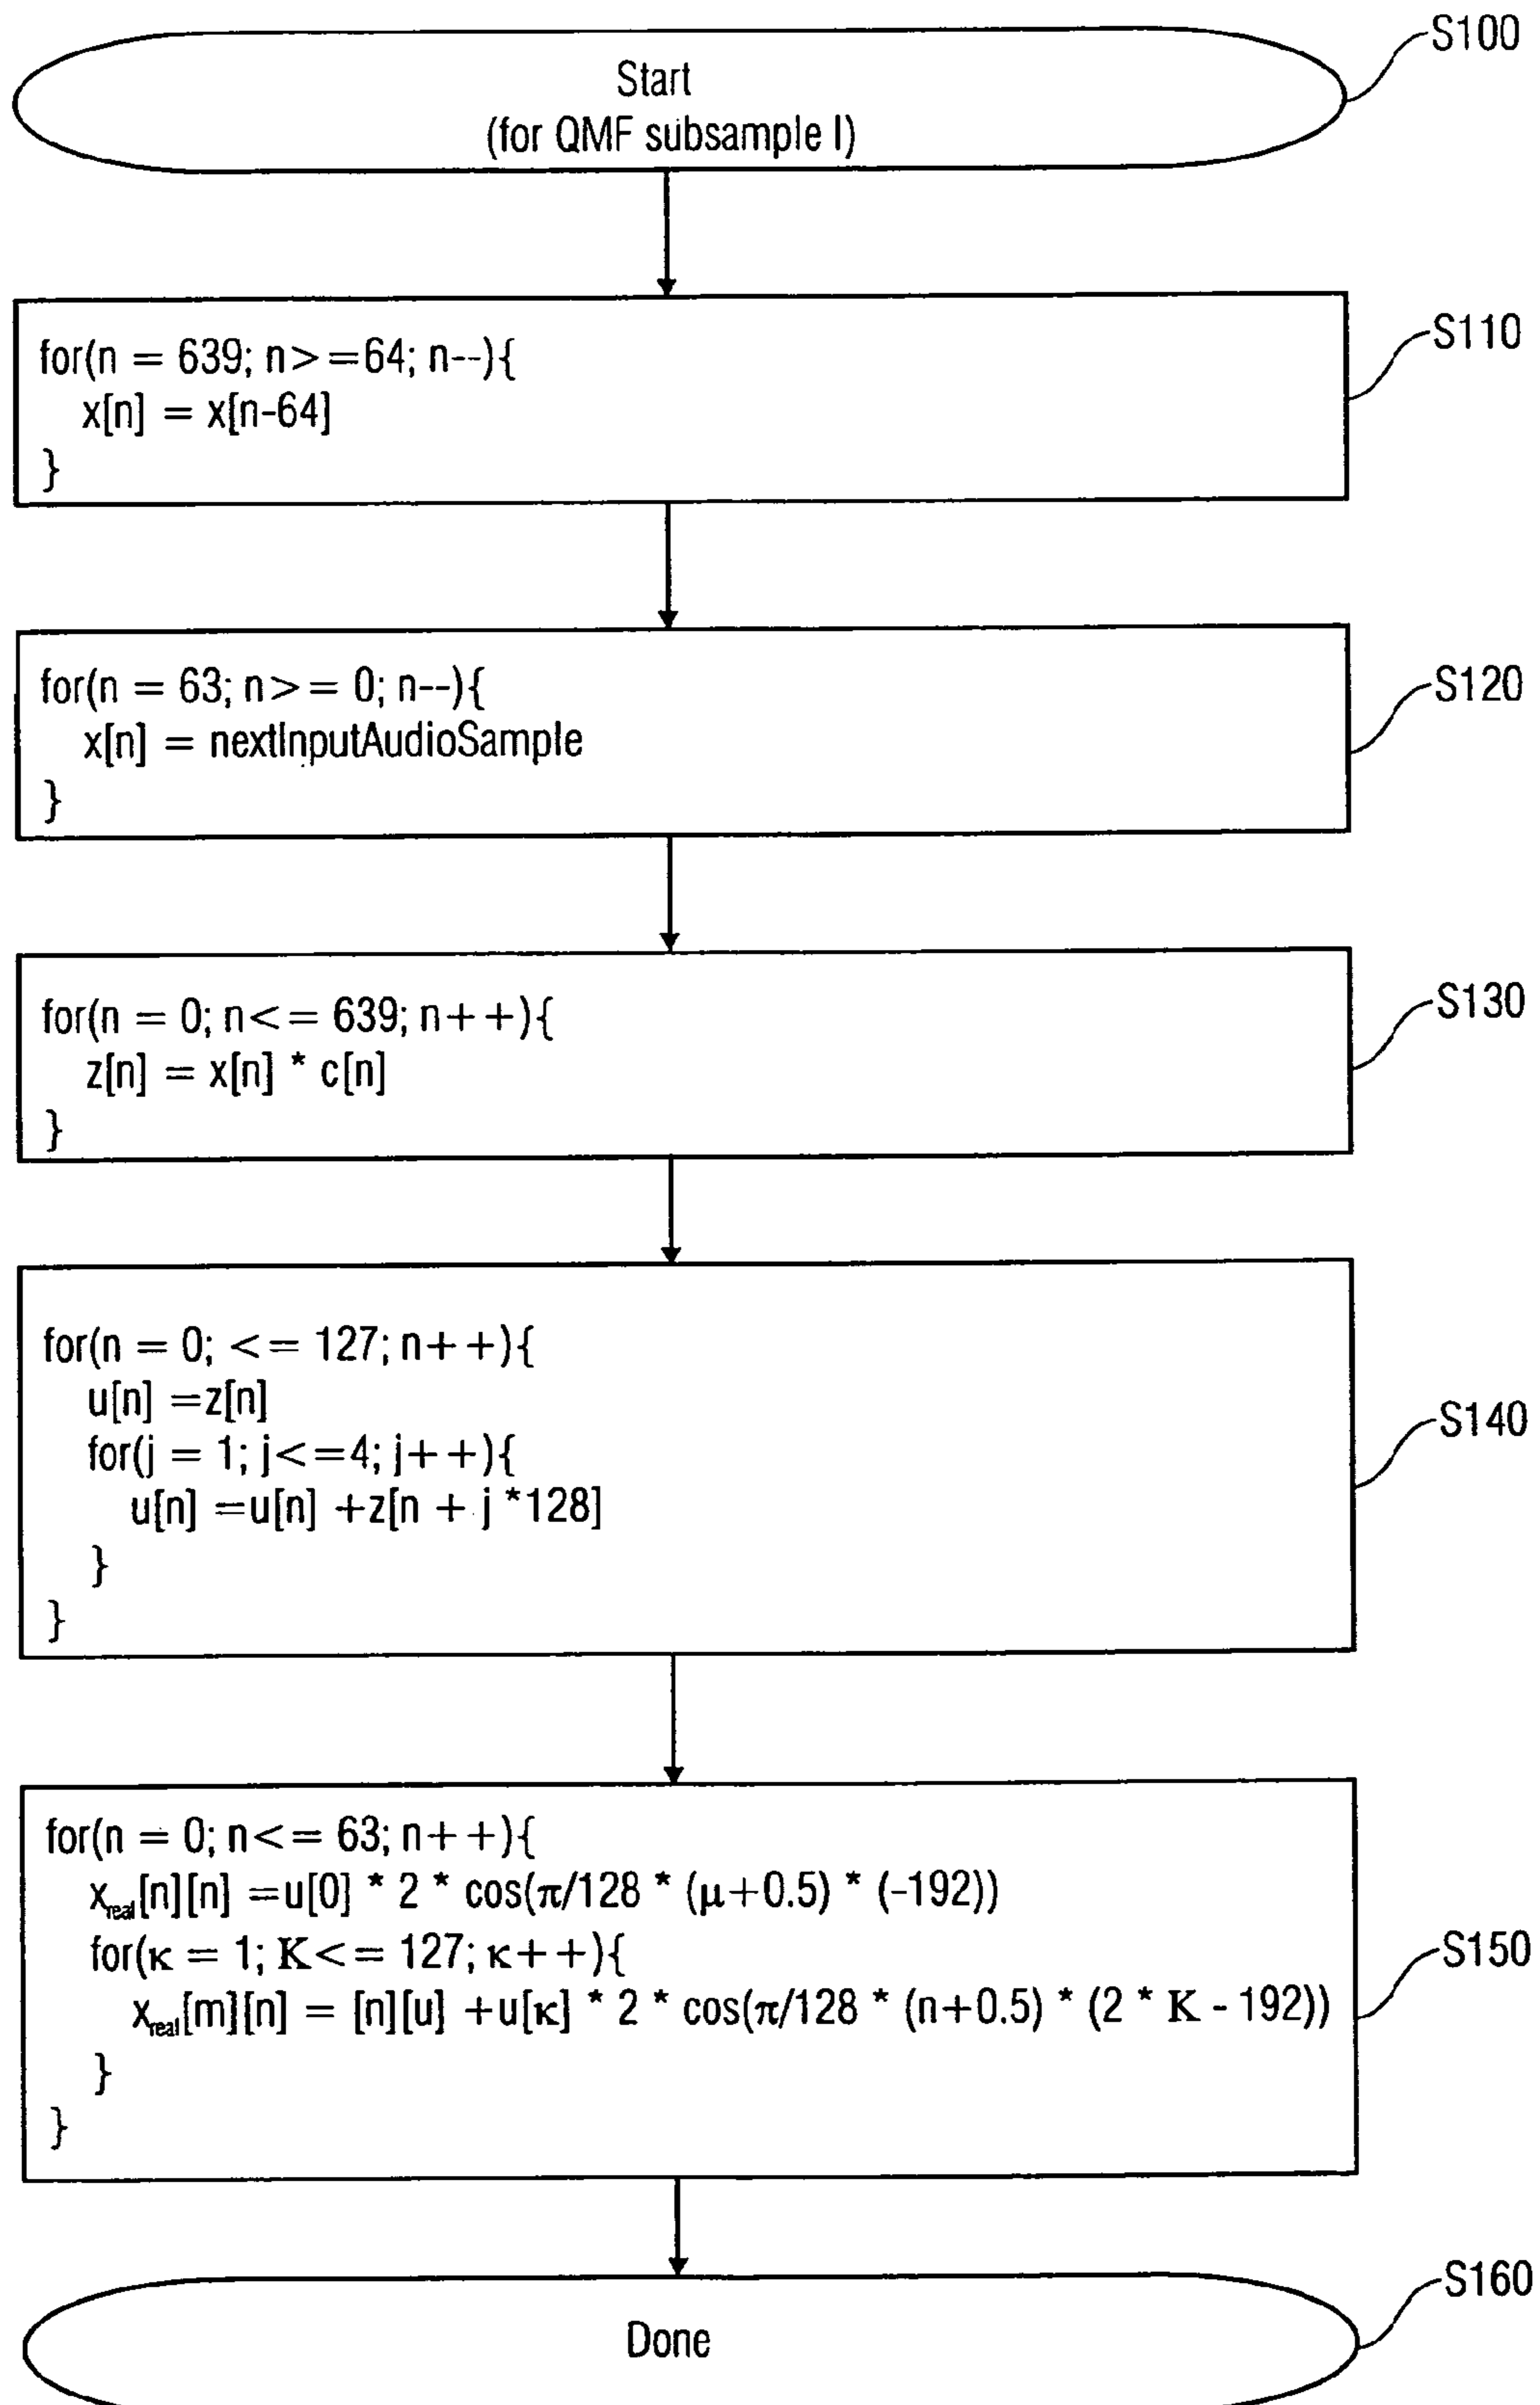 S100
Start
(for QMF subsample l)
for(n = 639; n>=64; n--){
x[n] = x[n-64]
}
S110
for(n = 63; n>= 0; n--){
x[n] = nextInputAudioSample
}
S120
for(n = 0; n<= 639; n++){
z[n] = x[n] * c[n]
}
S130
for(n = 0; <= 127; n++){
u[n] =z[n]
for(j = 1; j<=4; j++){
u[n] =u[n] +z[n + j *128]
}
}
S140
for(n = 0; n<= 63; n++){
x_real[n][n] =u[0] * 2 * cos(π/128 * (μ+0.5) * (-192))
for(κ = 1; K<= 127; κ++){
x_real[m][n] = [n][u] +u[κ] * 2 * cos(π/128 * (n+0.5) * (2 * K - 192))
}
}
S150
Done
S160